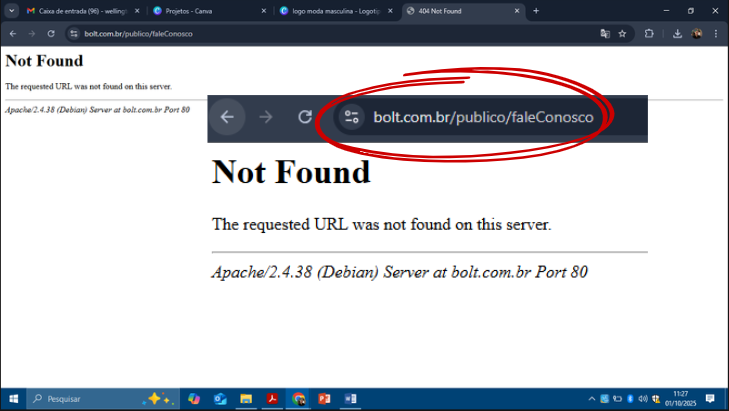 Caixa de entrada (96) - welling
Projetos - Canva
logo moda masculina - Logotip
404 Not Found
bolt.com.br/publico/faleConosco
Not Found
The requested URL was not found on this server.
Apache/2.4.38 (Debian) Server at bolt.com.br Port 80
bolt.com.br/publico/faleConosco
Not Found
The requested URL was not found on this server.
Apache/2.4.38 (Debian) Server at bolt.com.br Port 80
Pesquisar
11:27
01/10/2025